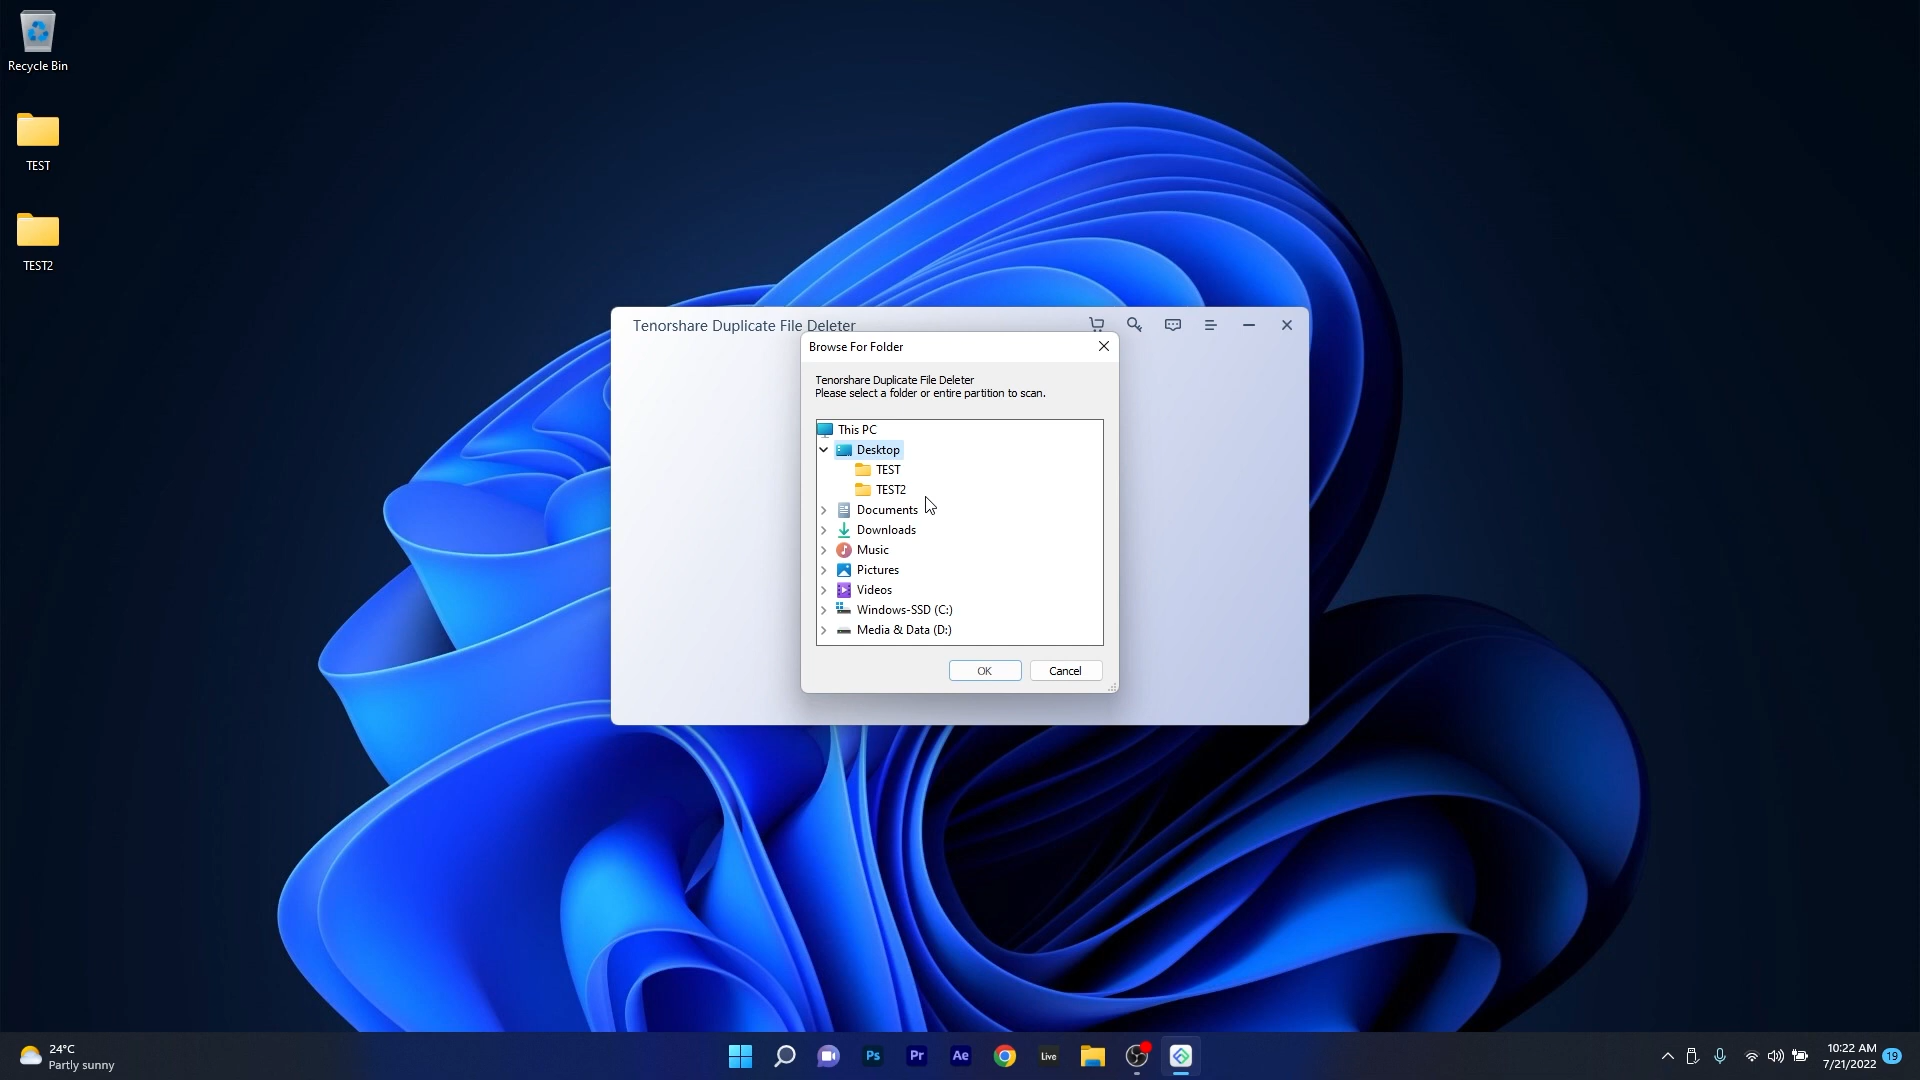 Recycle Bin
TEST
TEST2
Tenorshare Duplicate File Deleter
Browse For Folder
Tenorshare Duplicate File Deleter
Please select a folder or entire partition to scan.
This PC
Desktop
TEST
TEST2
Documents
Downloads
Music
Pictures
Videos
Windows-SSD (C:)
Media & Data (D:)
OK
Cancel
24°C
Partly sunny
Ps
Pr
Ae
Live
10:22 AM
7/21/2022
19